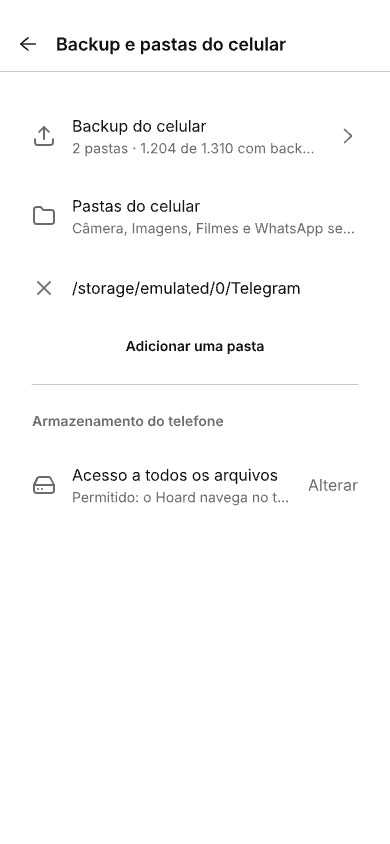 Backup e pastas do celular
Backup do celular
2 pastas · 1.204 de 1.310 com back…
Pastas do celular
Câmera, Imagens, Filmes e WhatsApp se…
/storage/emulated/0/Telegram
Adicionar uma pasta
Armazenamento do telefone
Acesso a todos os arquivos
Permitido: o Hoard navega no t…
Alterar